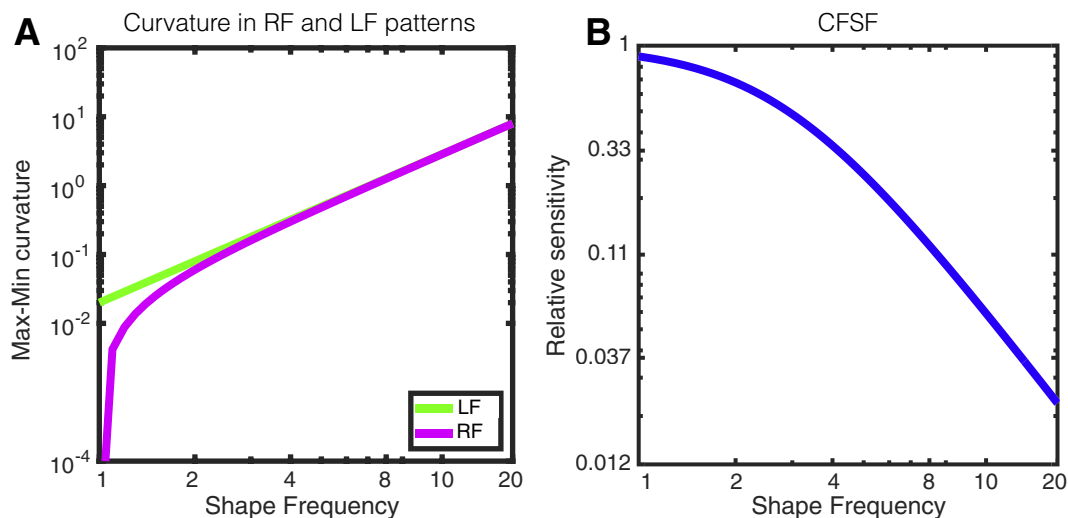 A
Curvature in RF and LF patterns
Max-Min curvature
10^2
10^1
10^0
10^-1
10^-2
10^-4
LF
RF
1 2 4 8 10 20
Shape Frequency
B
CFSF
Relative sensitivity
1
0.33
0.11
0.037
0.012
1 2 4 8 10 20
Shape Frequency